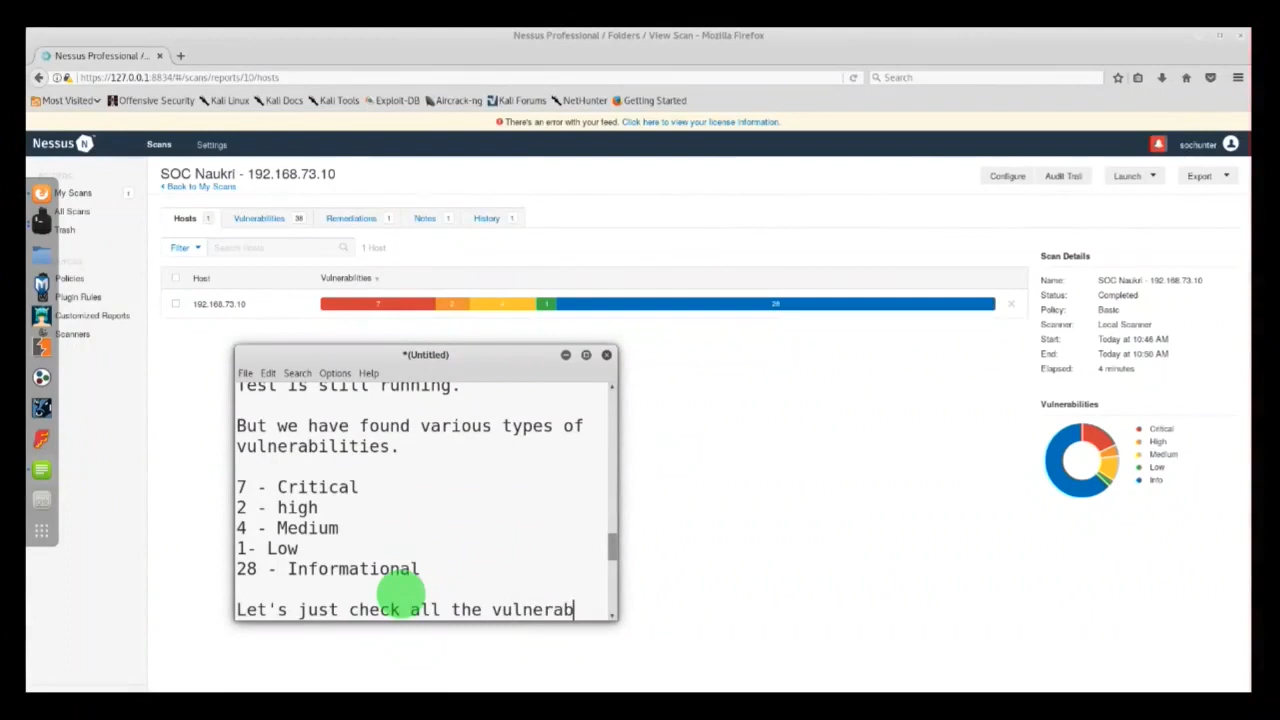 Nessus Professional / Folders / View Scan - Mozilla Firefox
Nessus Professional /...
https://127.0.0.1:8834/#/scans/reports/10/hosts
Search
Most Visited
Offensive Security
Kali Linux
Kali Docs
Kali Tools
Exploit-DB
Aircrack-ng
Kali Forums
NetHunter
Getting Started
There's an error with your feed. Click here to view your license information.
Nessus N
Scans
Settings
sochunter
SOC Naukri - 192.168.73.10
Back to My Scans
Configure
Audit Trail
Launch
Export
My Scans 1
All Scans
Trash
Policies
Plugin Rules
Customized Reports
Scanners
Hosts 1
Vulnerabilities 38
Remediations 1
Notes 1
History 1
Filter
Search Hosts
1 Host
Host
Vulnerabilities
192.168.73.10
7
4
1
28
Scan Details
Name: SOC Naukri - 192.168.73.10
Status: Completed
Policy: Basic
Scanner: Local Scanner
Start: Today at 10:46 AM
End: Today at 10:50 AM
Elapsed: 4 minutes
Vulnerabilities
Critical
High
Medium
Low
Info
*(Untitled)
File Edit Search Options Help
Test is still running.
But we have found various types of
vulnerabilities.
7 - Critical
2 - high
4 - Medium
1- Low
28 - Informational
Let's just check all the vulnerab